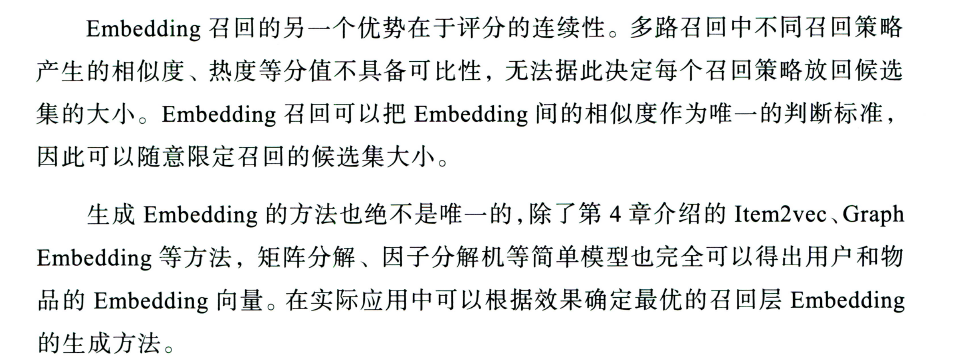 Embedding 召回的另一个优势在于评分的连续性。多路召回中不同召回策略
产生的相似度、热度等分值不具备可比性，无法据此决定每个召回策略放回候选
集的大小。Embedding 召回可以把 Embedding 间的相似度作为唯一的判断标准，
因此可以随意限定召回的候选集大小。
生成 Embedding 的方法也绝不是唯一的，除了第 4 章介绍的 Item2vec、Graph
Embedding 等方法，矩阵分解、因子分解机等简单模型也完全可以得出用户和物
品的 Embedding 向量。在实际应用中可以根据效果确定最优的召回层 Embedding
的生成方法。